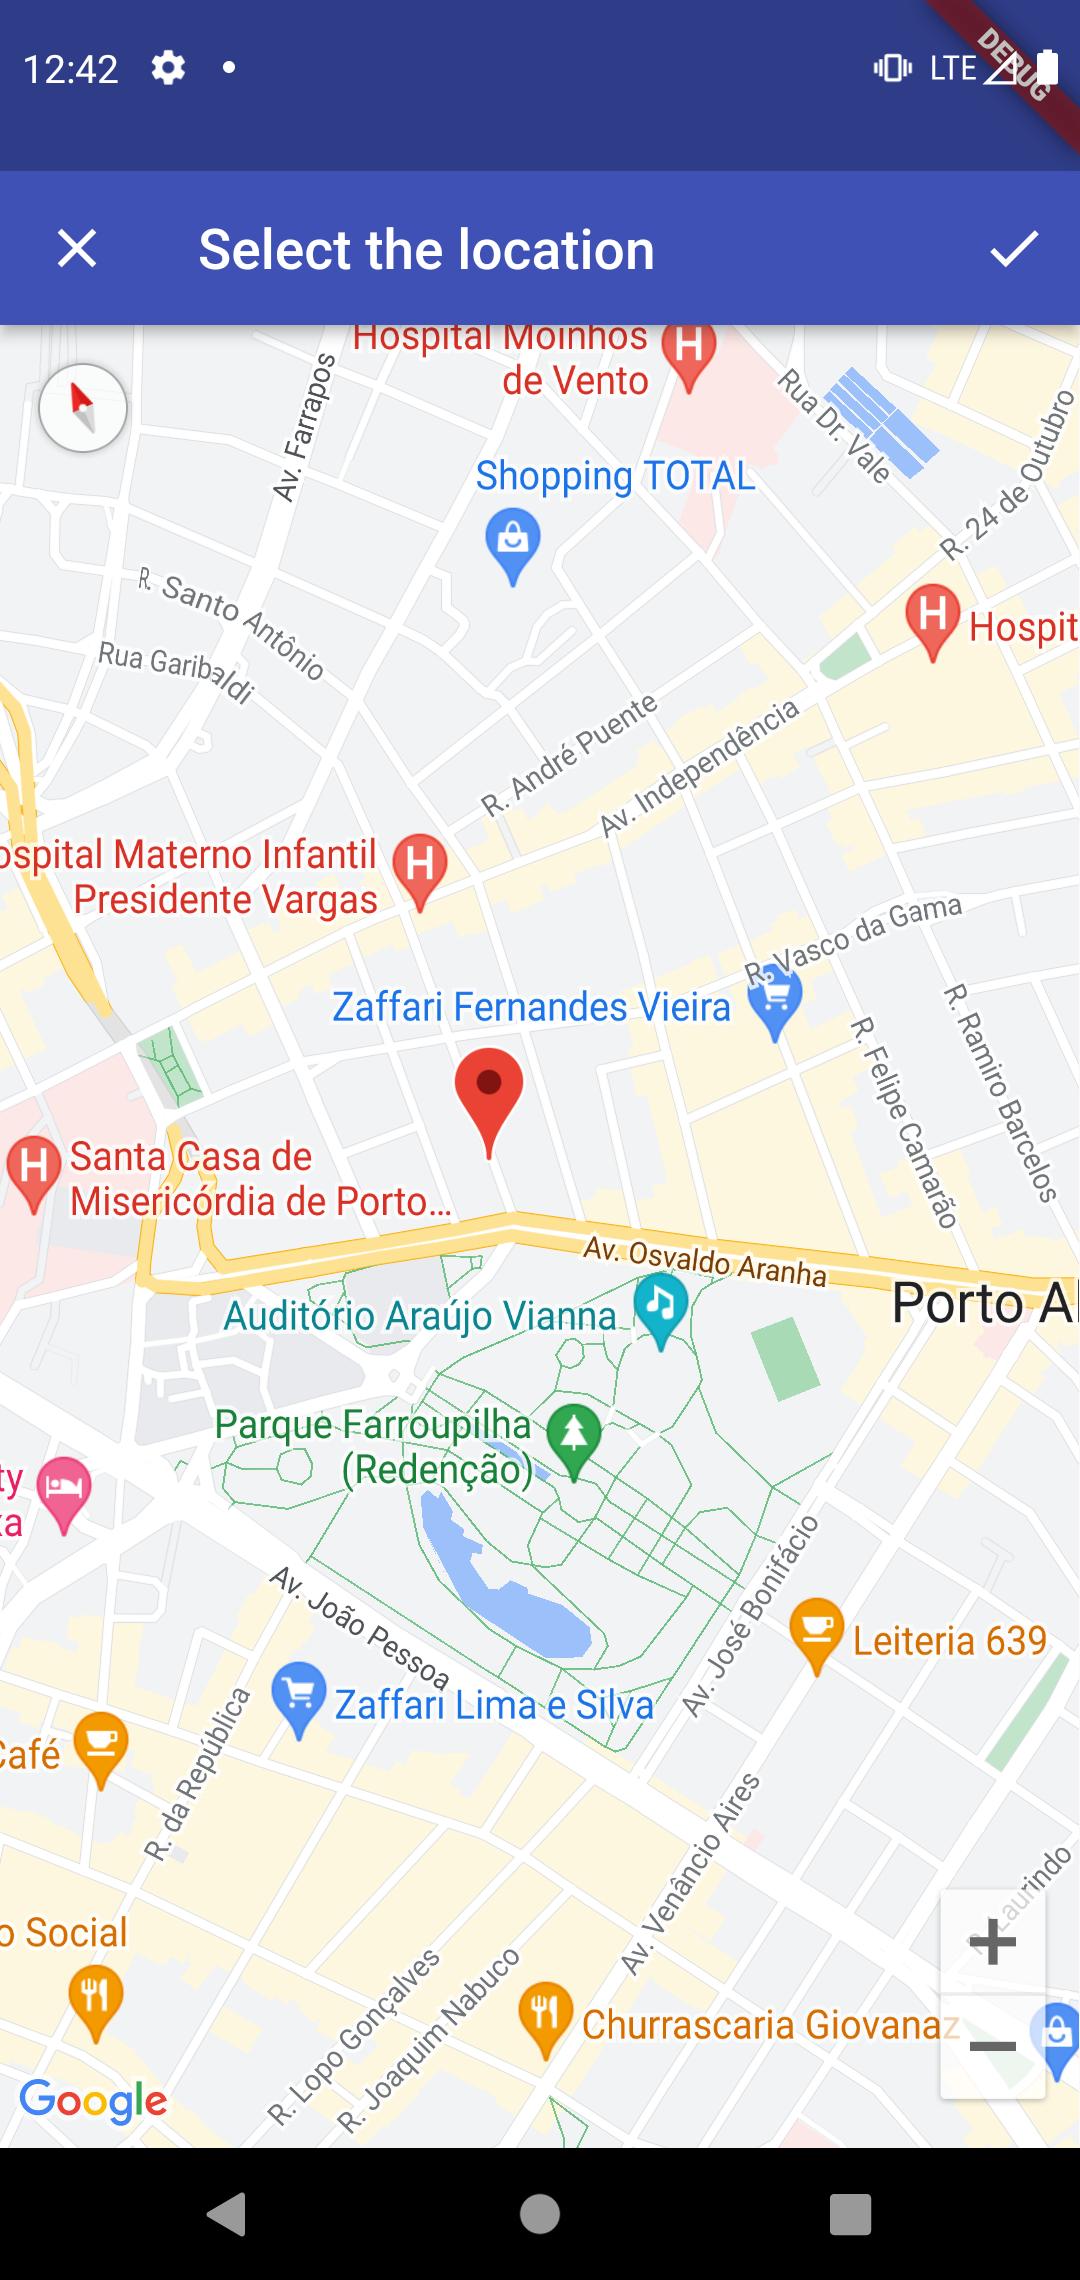 12:42
LTE
DEBUG
Select the location
Hospital Moinhos
de Vento
Av. Farrapos
Rua Dr. Vale
R. 24 de Outubro
Shopping TOTAL
R. Santo Antônio
Hospit
Rua Garibaldi
R. André Puente
Av. Independência
ospital Materno Infantil
Presidente Vargas
R. Vasco da Gama
Zaffari Fernandes Vieira
R. Ramiro Barcelos
R. Felipe Camarão
Santa Casa de
Misericórdia de Porto...
Av. Osvaldo Aranha
Porto Al
Auditório Araújo Vianna
Parque Farroupilha
(Redenção)
ty
xa
Av. João Pessoa
Av. José Bonifácio
Leiteria 639
Zaffari Lima e Silva
Café
R. da República
Av. Venâncio Aires
Laurindo
o Social
R. Lopo Gonçalves
R. Joaquim Nabuco
Churrascaria Giovanaz
Google